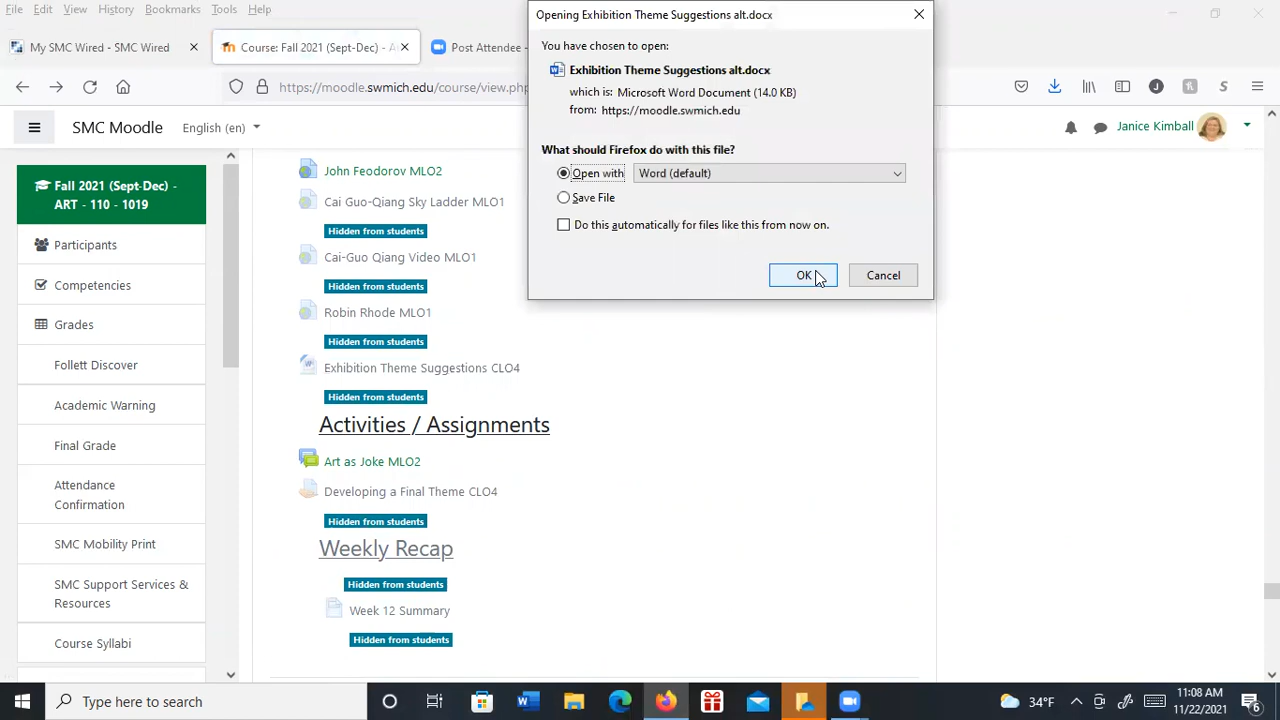 File Edit View History Bookmarks Tools Help
Opening Exhibition Theme Suggestions alt.docx
My SMC Wired - SMC Wired
Course: Fall 2021 (Sept-Dec) -
Post Attendee -
https://moodle.swmich.edu/course/view.php
You have chosen to open:
Exhibition Theme Suggestions alt.docx
which is: Microsoft Word Document (14.0 KB)
from: https://moodle.swmich.edu
What should Firefox do with this file?
Open with Word (default)
Save File
Do this automatically for files like this from now on.
OK Cancel
SMC Moodle English (en)
Janice Kimball
Fall 2021 (Sept-Dec) -
ART - 110 - 1019
Participants
Competencies
Grades
Follett Discover
Academic Warning
Final Grade
Attendance
Confirmation
SMC Mobility Print
SMC Support Services &
Resources
Course Syllabi
John Feodorov MLO2
Cai Guo-Qiang Sky Ladder MLO1
Hidden from students
Cai-Guo Qiang Video MLO1
Hidden from students
Robin Rhode MLO1
Hidden from students
Exhibition Theme Suggestions CLO4
Hidden from students
Activities / Assignments
Art as Joke MLO2
Developing a Final Theme CLO4
Hidden from students
Weekly Recap
Hidden from students
Week 12 Summary
Hidden from students
Type here to search
34°F
11:08 AM
11/22/2021
6